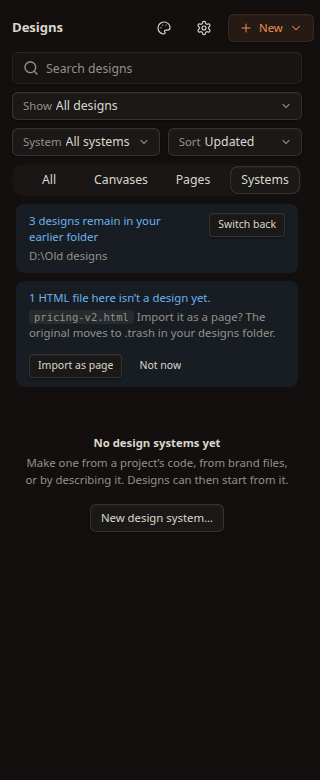 Designs
New
Search designs
Show All designs
System All systems
Sort Updated
All
Canvases
Pages
Systems
3 designs remain in your
earlier folder
Switch back
D:\Old designs
1 HTML file here isn’t a design yet.
pricing-v2.html Import it as a page? The
original moves to .trash in your designs folder.
Import as page
Not now
No design systems yet
Make one from a project’s code, from brand files,
or by describing it. Designs can then start from it.
New design system...